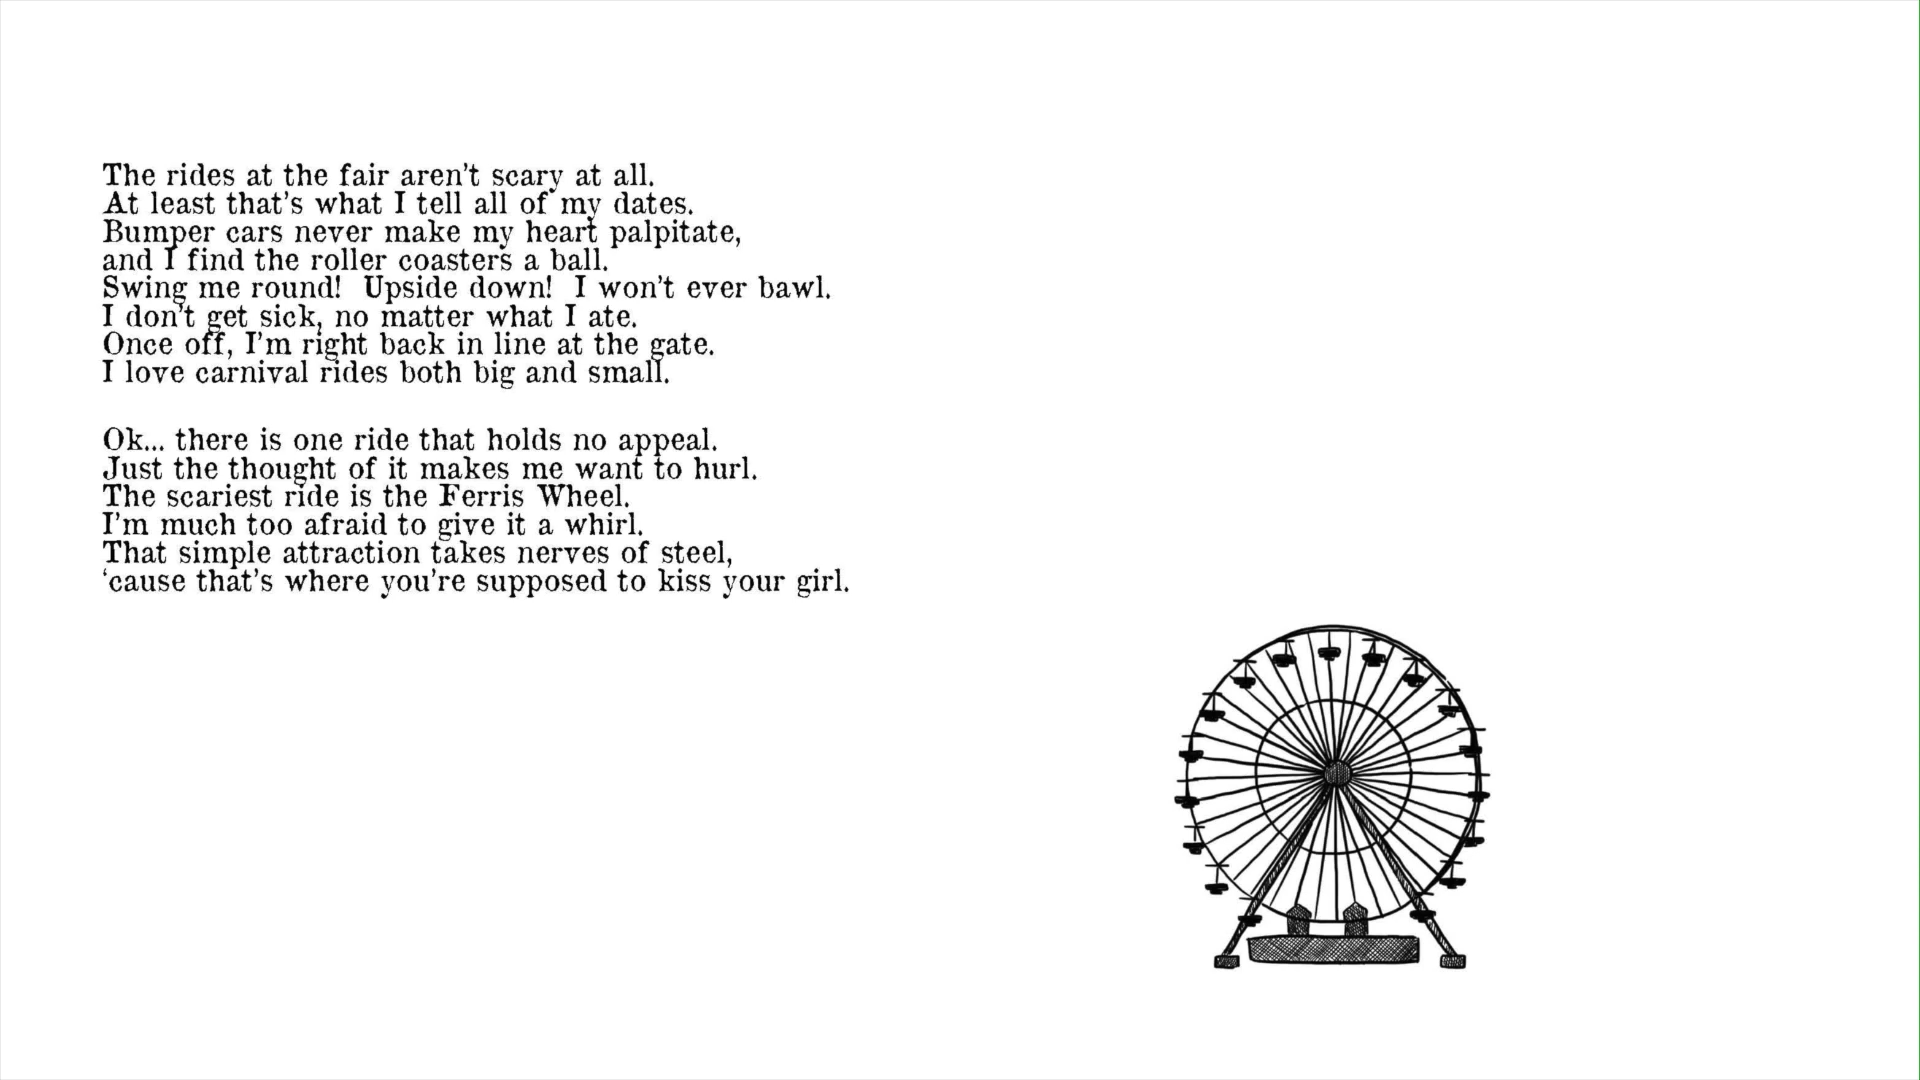 The rides at the fair aren't scary at all.
At least that's what I tell all of my dates.
Bumper cars never make my heart palpitate,
and I find the roller coasters a ball.
Swing me round!  Upside down!  I won't ever bawl.
I don't get sick, no matter what I ate.
Once off, I'm right back in line at the gate.
I love carnival rides both big and small.
Ok... there is one ride that holds no appeal.
Just the thought of it makes me want to hurl.
The scariest ride is the Ferris Wheel.
I'm much too afraid to give it a whirl.
That simple attraction takes nerves of steel,
‘cause that's where you're supposed to kiss your girl.